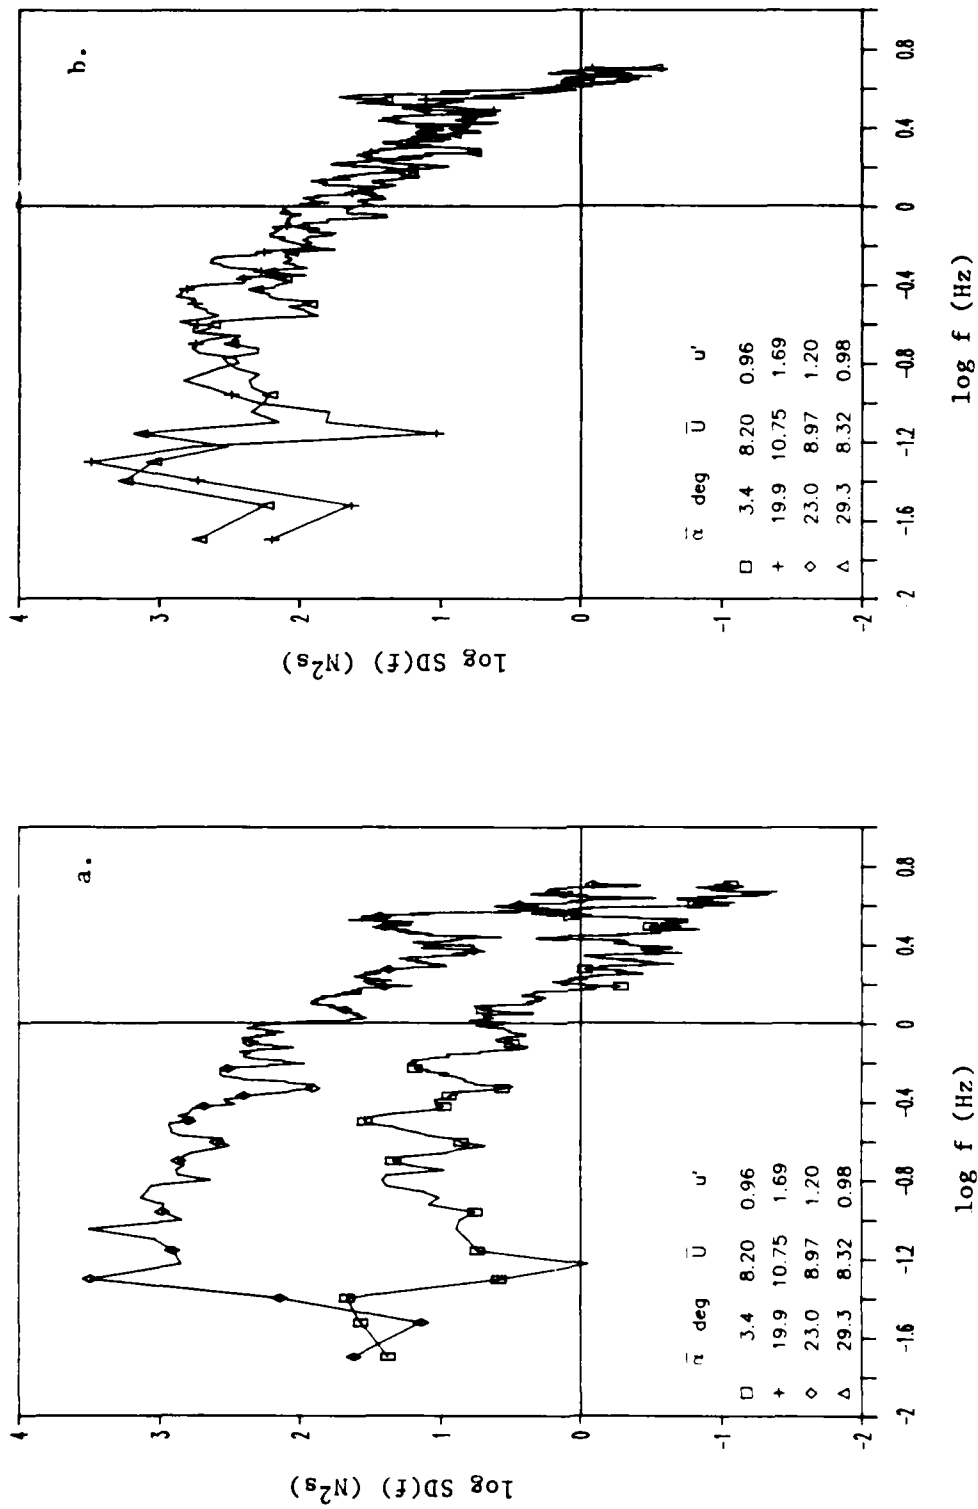 a.
log SD(f) (N²s)
4
3
2
1
0
-1
-2
-2 -1.6 -1.2 -0.8 -0.4 0 0.4 0.8
log f (Hz)
α̅ deg U̅ u'
□ 3.4 8.20 0.96
+ 19.9 10.75 1.69
◇ 23.0 8.97 1.20
△ 29.3 8.32 0.98
b.
log SD(f) (N²s)
4
3
2
1
0
-1
-2
-2 -1.6 -1.2 -0.8 -0.4 0 0.4 0.8
log f (Hz)
α̅ deg U̅ u'
□ 3.4 8.20 0.96
+ 19.9 10.75 1.69
◇ 23.0 8.97 1.20
△ 29.3 8.32 0.98